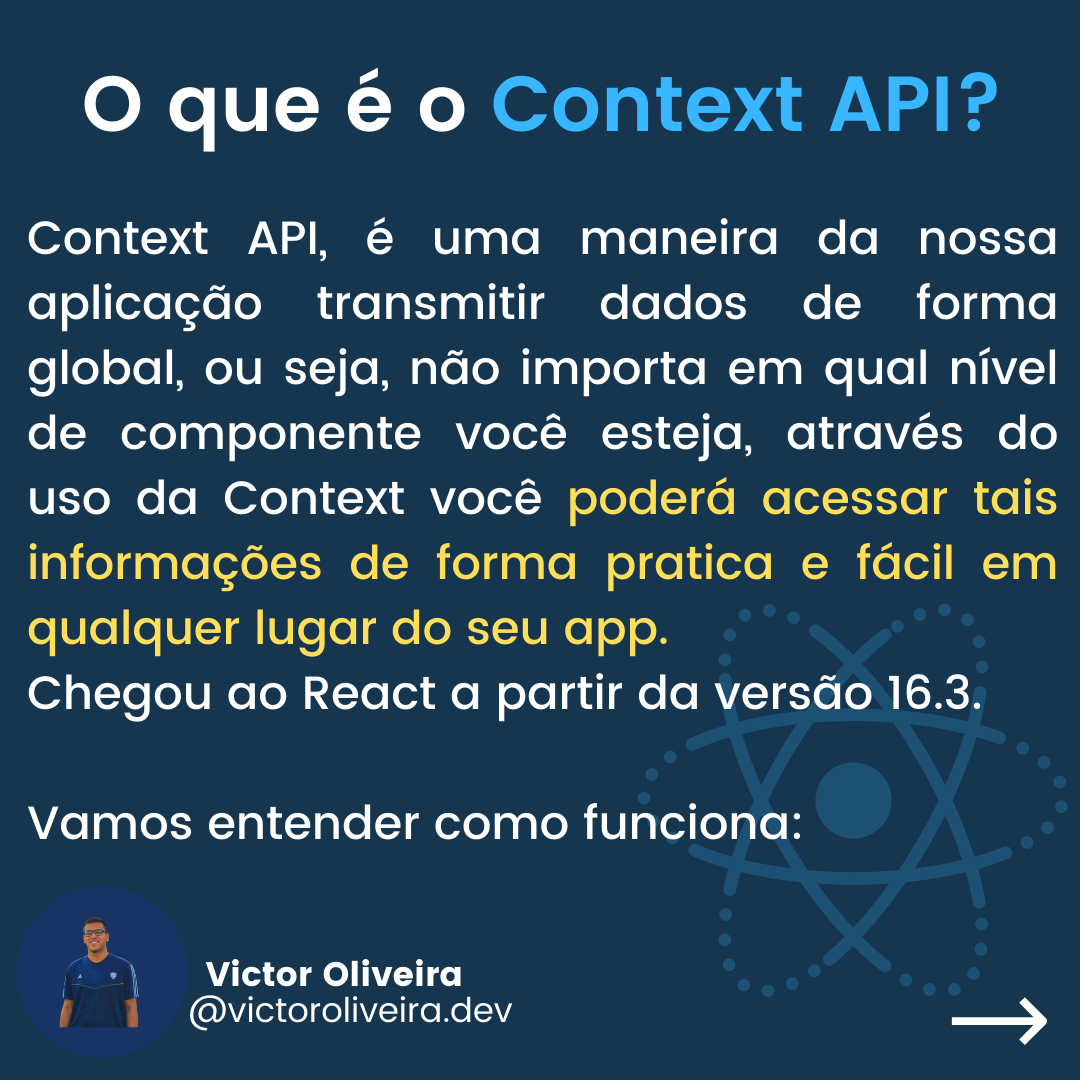 O que é o Context API?
Context API, é uma maneira da nossa
aplicação transmitir dados de forma
global, ou seja, não importa em qual nível
de componente você esteja, através do
uso da Context você poderá acessar tais
informações de forma pratica e fácil em
qualquer lugar do seu app.
Chegou ao React a partir da versão 16.3.
Vamos entender como funciona:
Victor Oliveira
@victoroliveira.dev